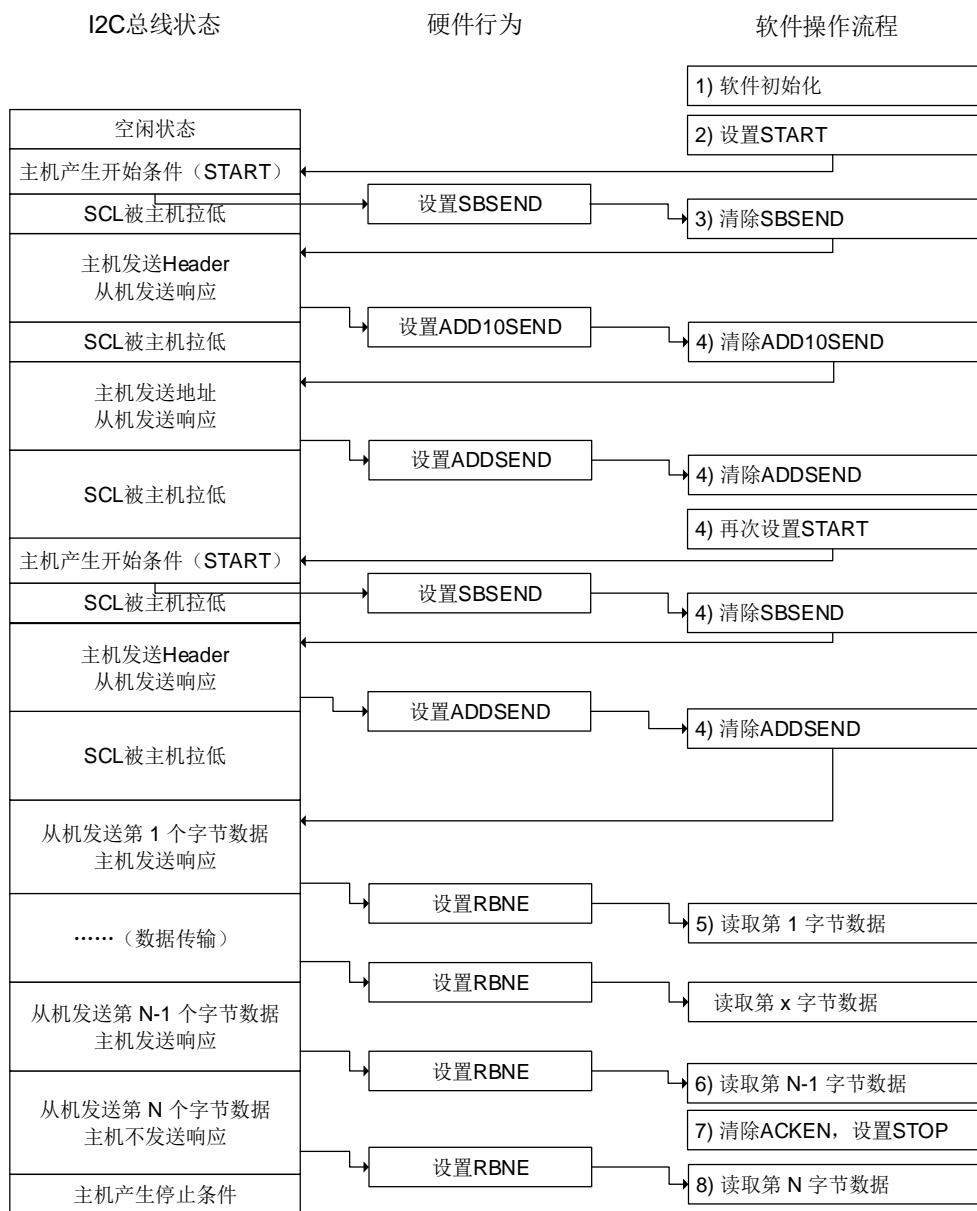 I2C总线状态 硬件行为 软件操作流程
1) 软件初始化
空闲状态
2) 设置START
主机产生开始条件（START）
设置SBSEND
SCL被主机拉低
3) 清除SBSEND
主机发送Header
从机发送响应
设置ADD10SEND
SCL被主机拉低
4) 清除ADD10SEND
主机发送地址
从机发送响应
设置ADDSEND
4) 清除ADDSEND
SCL被主机拉低
4) 再次设置START
主机产生开始条件（START）
设置SBSEND
SCL被主机拉低
4) 清除SBSEND
主机发送Header
从机发送响应
设置ADDSEND
4) 清除ADDSEND
SCL被主机拉低
从机发送第 1 个字节数据
主机发送响应
设置RBNE
5) 读取第 1 字节数据
……（数据传输）
设置RBNE
读取第 x 字节数据
从机发送第 N-1 个字节数据
主机发送响应
设置RBNE
6) 读取第 N-1 字节数据
从机发送第 N 个字节数据
主机不发送响应
7) 清除ACKEN，设置STOP
设置RBNE
8) 读取第 N 字节数据
主机产生停止条件